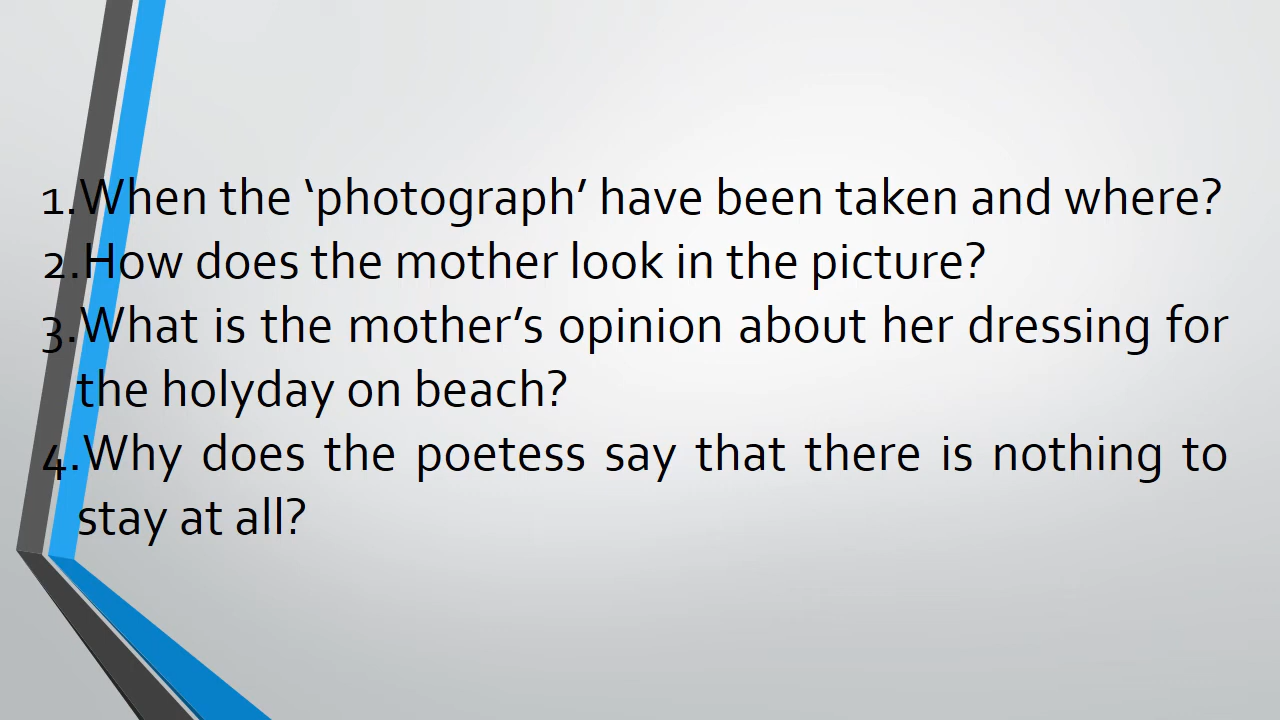 1.When the ‘photograph’ have been taken and where?
2.How does the mother look in the picture?
3.What is the mother’s opinion about her dressing for
the holyday on beach?
4.Why does the poetess say that there is nothing to
stay at all?